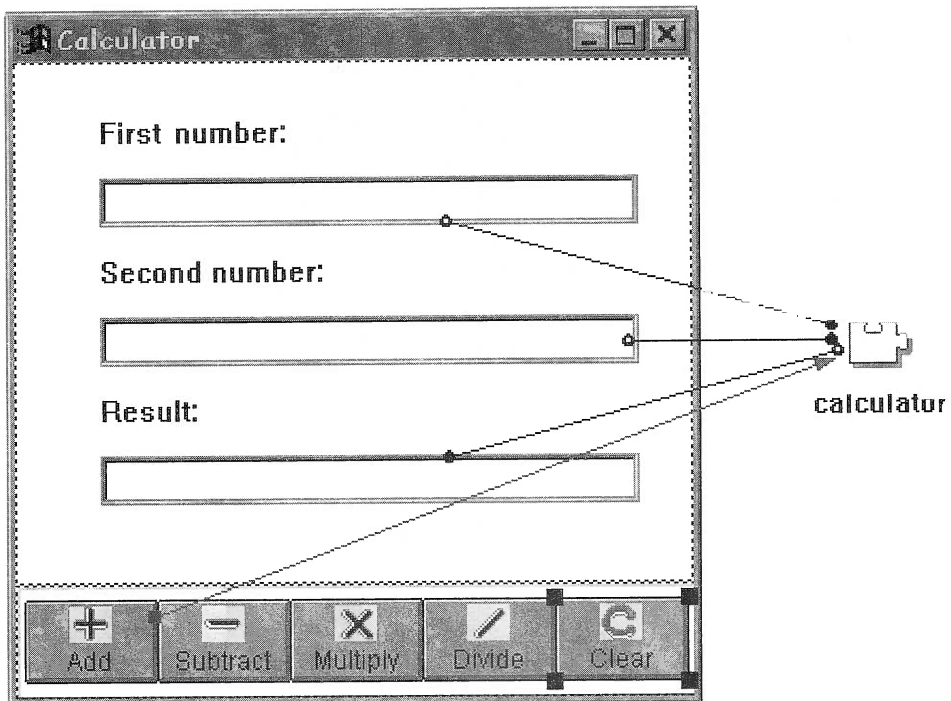 Calculator
First number:
Second number:
calculator
Result:
Add Subtract Multiply Divide Clear